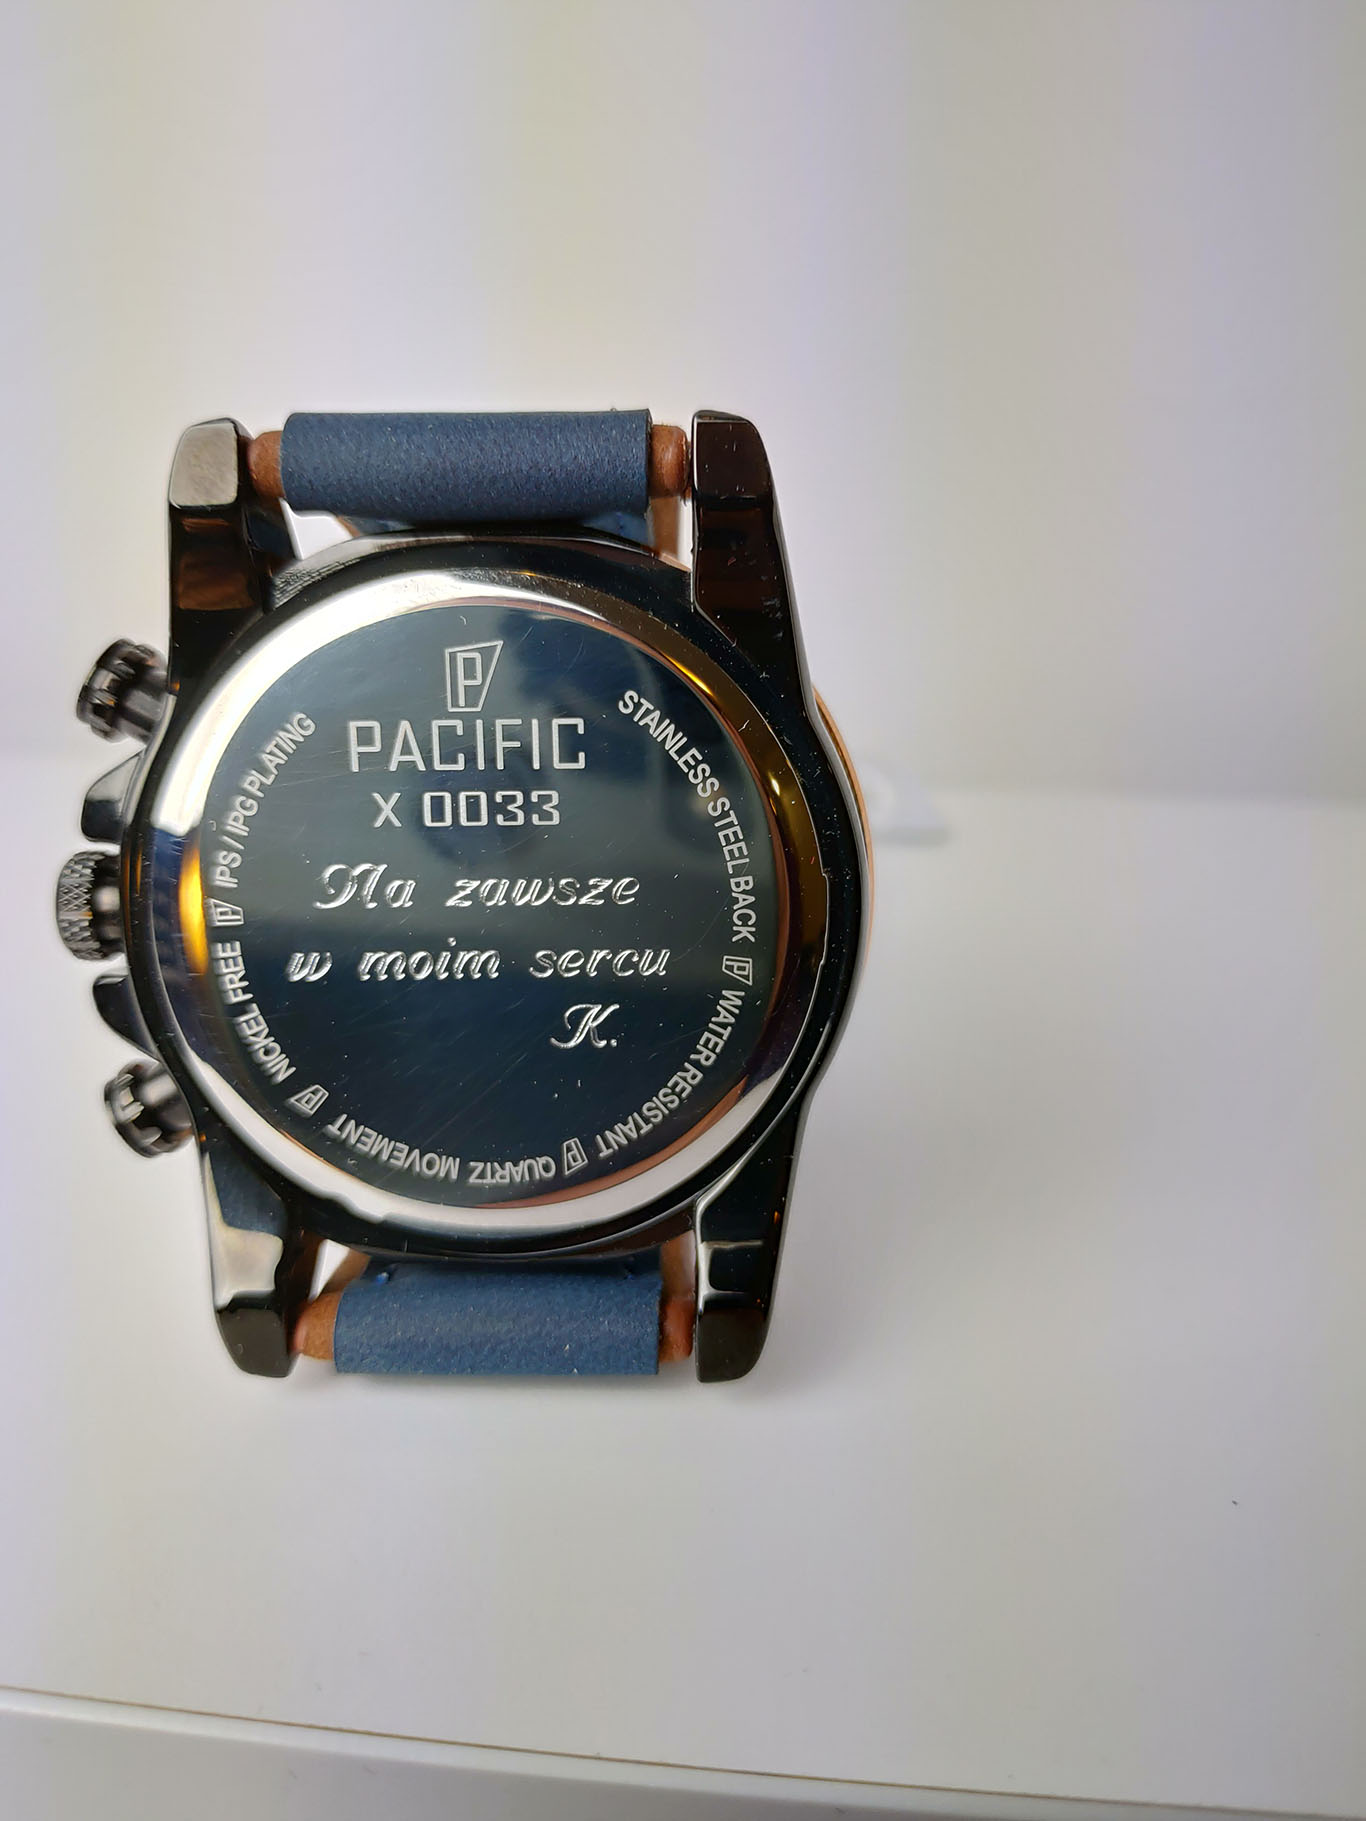 P
PACIFIC
X 0033
Na zawsze
w moim sercu
K.
STAINLESS STEEL BACK P WATER RESISTANT P QUARTZ MOVEMENT P NICKEL FREE P IPS / IPG PLATING